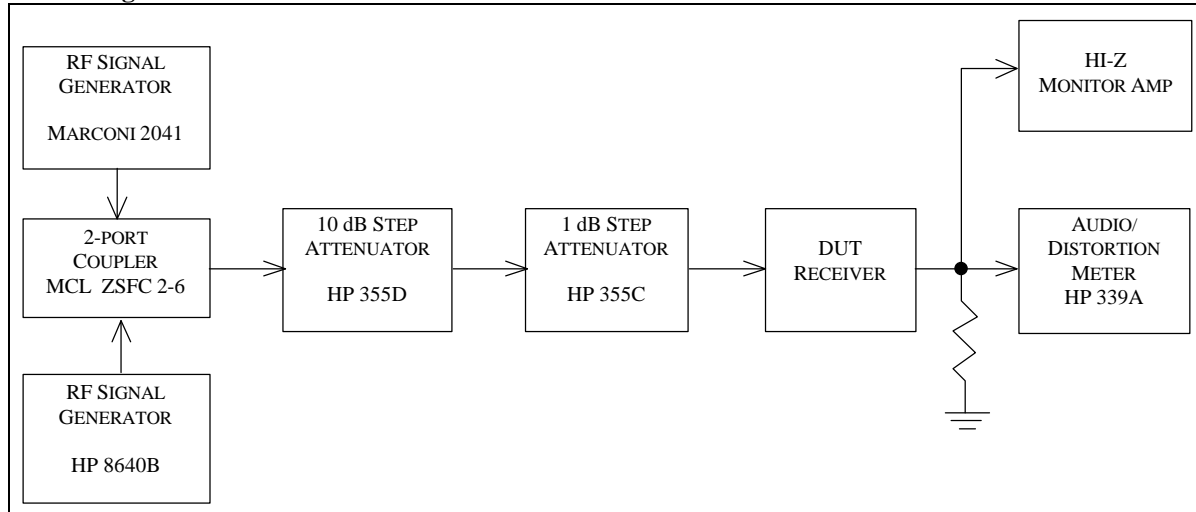 RF SIGNAL
GENERATOR
MARCONI 2041
2-PORT
COUPLER
MCL ZSFC 2-6
RF SIGNAL
GENERATOR
HP 8640B
10 dB STEP
ATTENUATOR
HP 355D
1 dB STEP
ATTENUATOR
HP 355C
DUT
RECEIVER
HI-Z
MONITOR AMP
AUDIO/
DISTORTION
METER
HP 339A